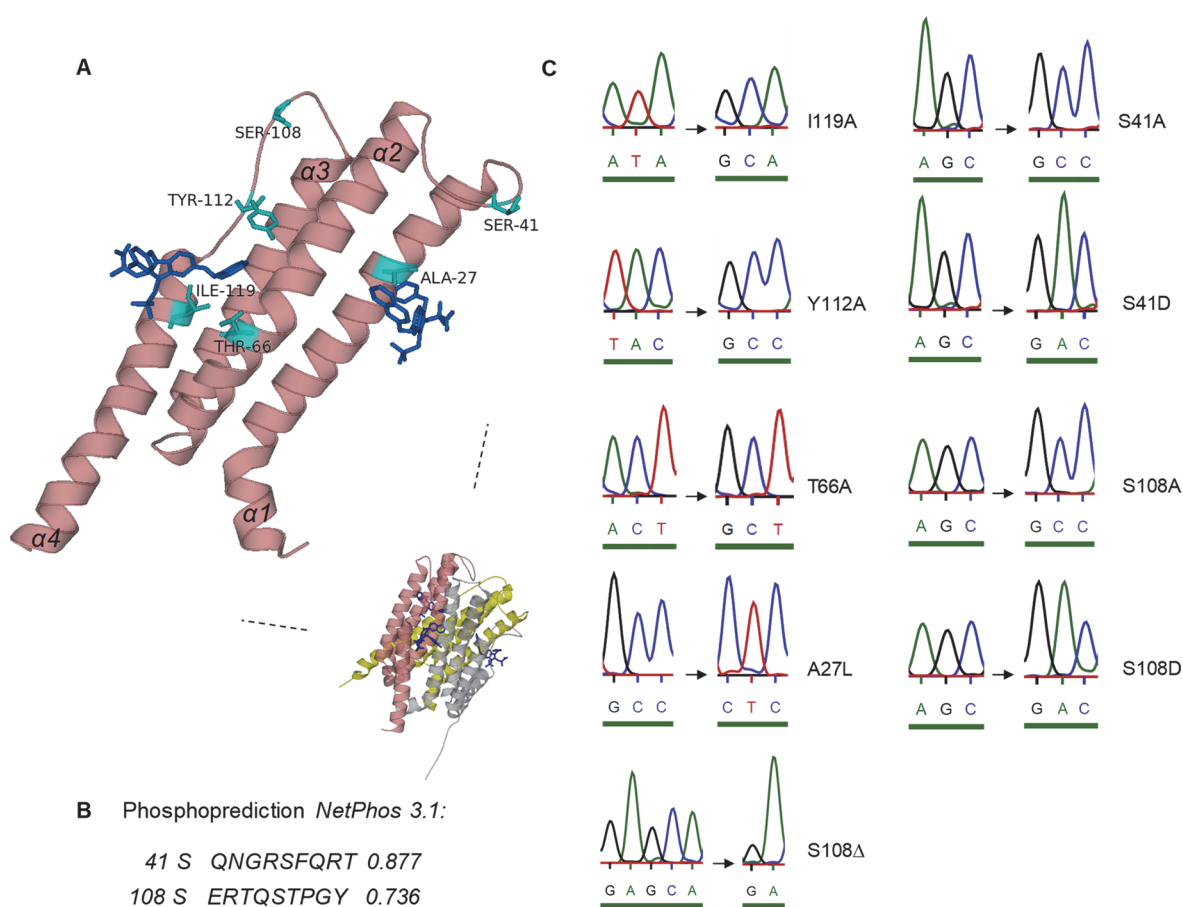 A
SER-108
α2
α3
TYR-112
SER-41
ALA-27
ILE-119
THR-66
α1
α4
B Phosphoprediction NetPhos 3.1:
41 S QNGRSFQRT 0.877
108 S ERTQSTPGY 0.736
C
A T A G C A I119A
A G C G C C S41A
T A C G C C Y112A
A G C G A C S41D
A C T G C T T66A
A G C G C C S108A
G C C C T C A27L
A G C G A C S108D
G A G C A G A S108Δ